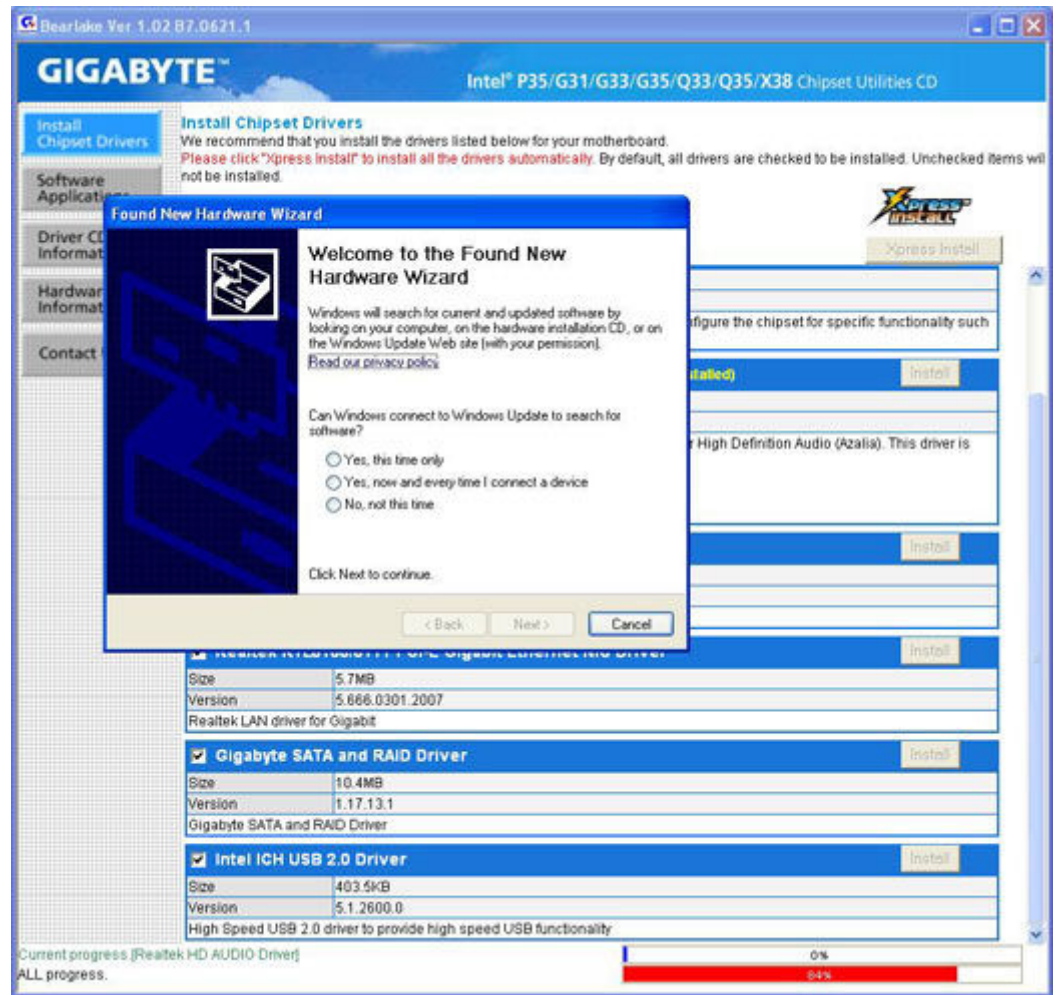 Bearlake Ver 1.02 B7.0621.1
GIGABYTE™
Intel® P35/G31/G33/G35/Q33/Q35/X38 Chipset Utilities CD
Install
Chipset Drivers
Install Chipset Drivers
We recommend that you install the drivers listed below for your motherboard.
Please click "Xpress Install" to install all the drivers automatically. By default, all drivers are checked to be installed. Unchecked items will
not be installed.
Software
Xpress
Install
Xpress Install
Driver
Contact
Found New Hardware Wizard
Welcome to the Found New
Hardware Wizard
Windows will search for current and updated software by
looking on your computer, on the hardware installation CD, or on
the Windows Update Web site (with your permission).
Read our privacy policy
Can Windows connect to Windows Update to search for
software?
Yes, this time only
Yes, now and every time I connect a device
No, not this time
Click Next to continue.
< Back
Next >
Cancel
the chipset for specific functionality such
Install
High Definition Audio (Azalia). This driver is
Install
Realtek PCI-E Gigabit Ethernet NIC Driver
Install
Size 5.7MB
Version 5.666.0301.2007
Realtek LAN driver for Gigabit
Gigabyte SATA and RAID Driver
Install
Size 10.4MB
Version 1.17.13.1
Gigabyte SATA and RAID Driver
Intel ICH USB 2.0 Driver
Install
Size 403.5KB
Version 5.1.2600.0
High Speed USB 2.0 driver to provide high speed USB functionality
Current progress.[Realtek HD AUDIO Driver]
0%
ALL progress.
84%